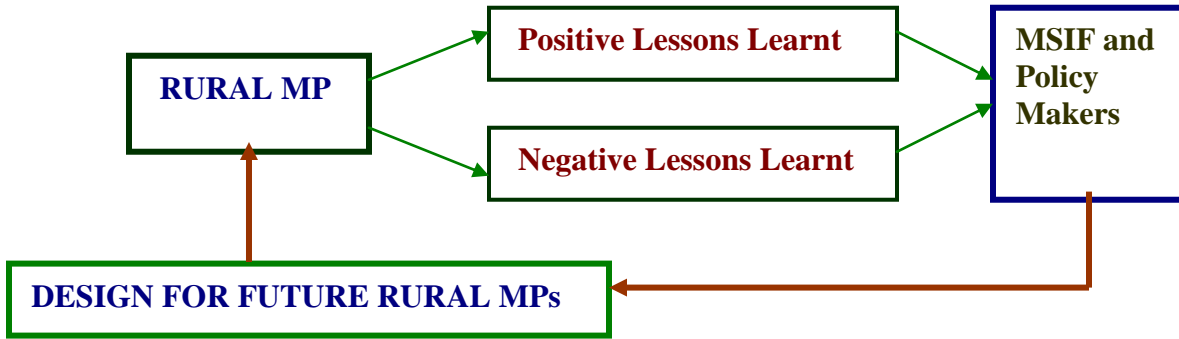 RURAL MP
Positive Lessons Learnt
Negative Lessons Learnt
MSIF and
Policy
Makers
DESIGN FOR FUTURE RURAL MPs